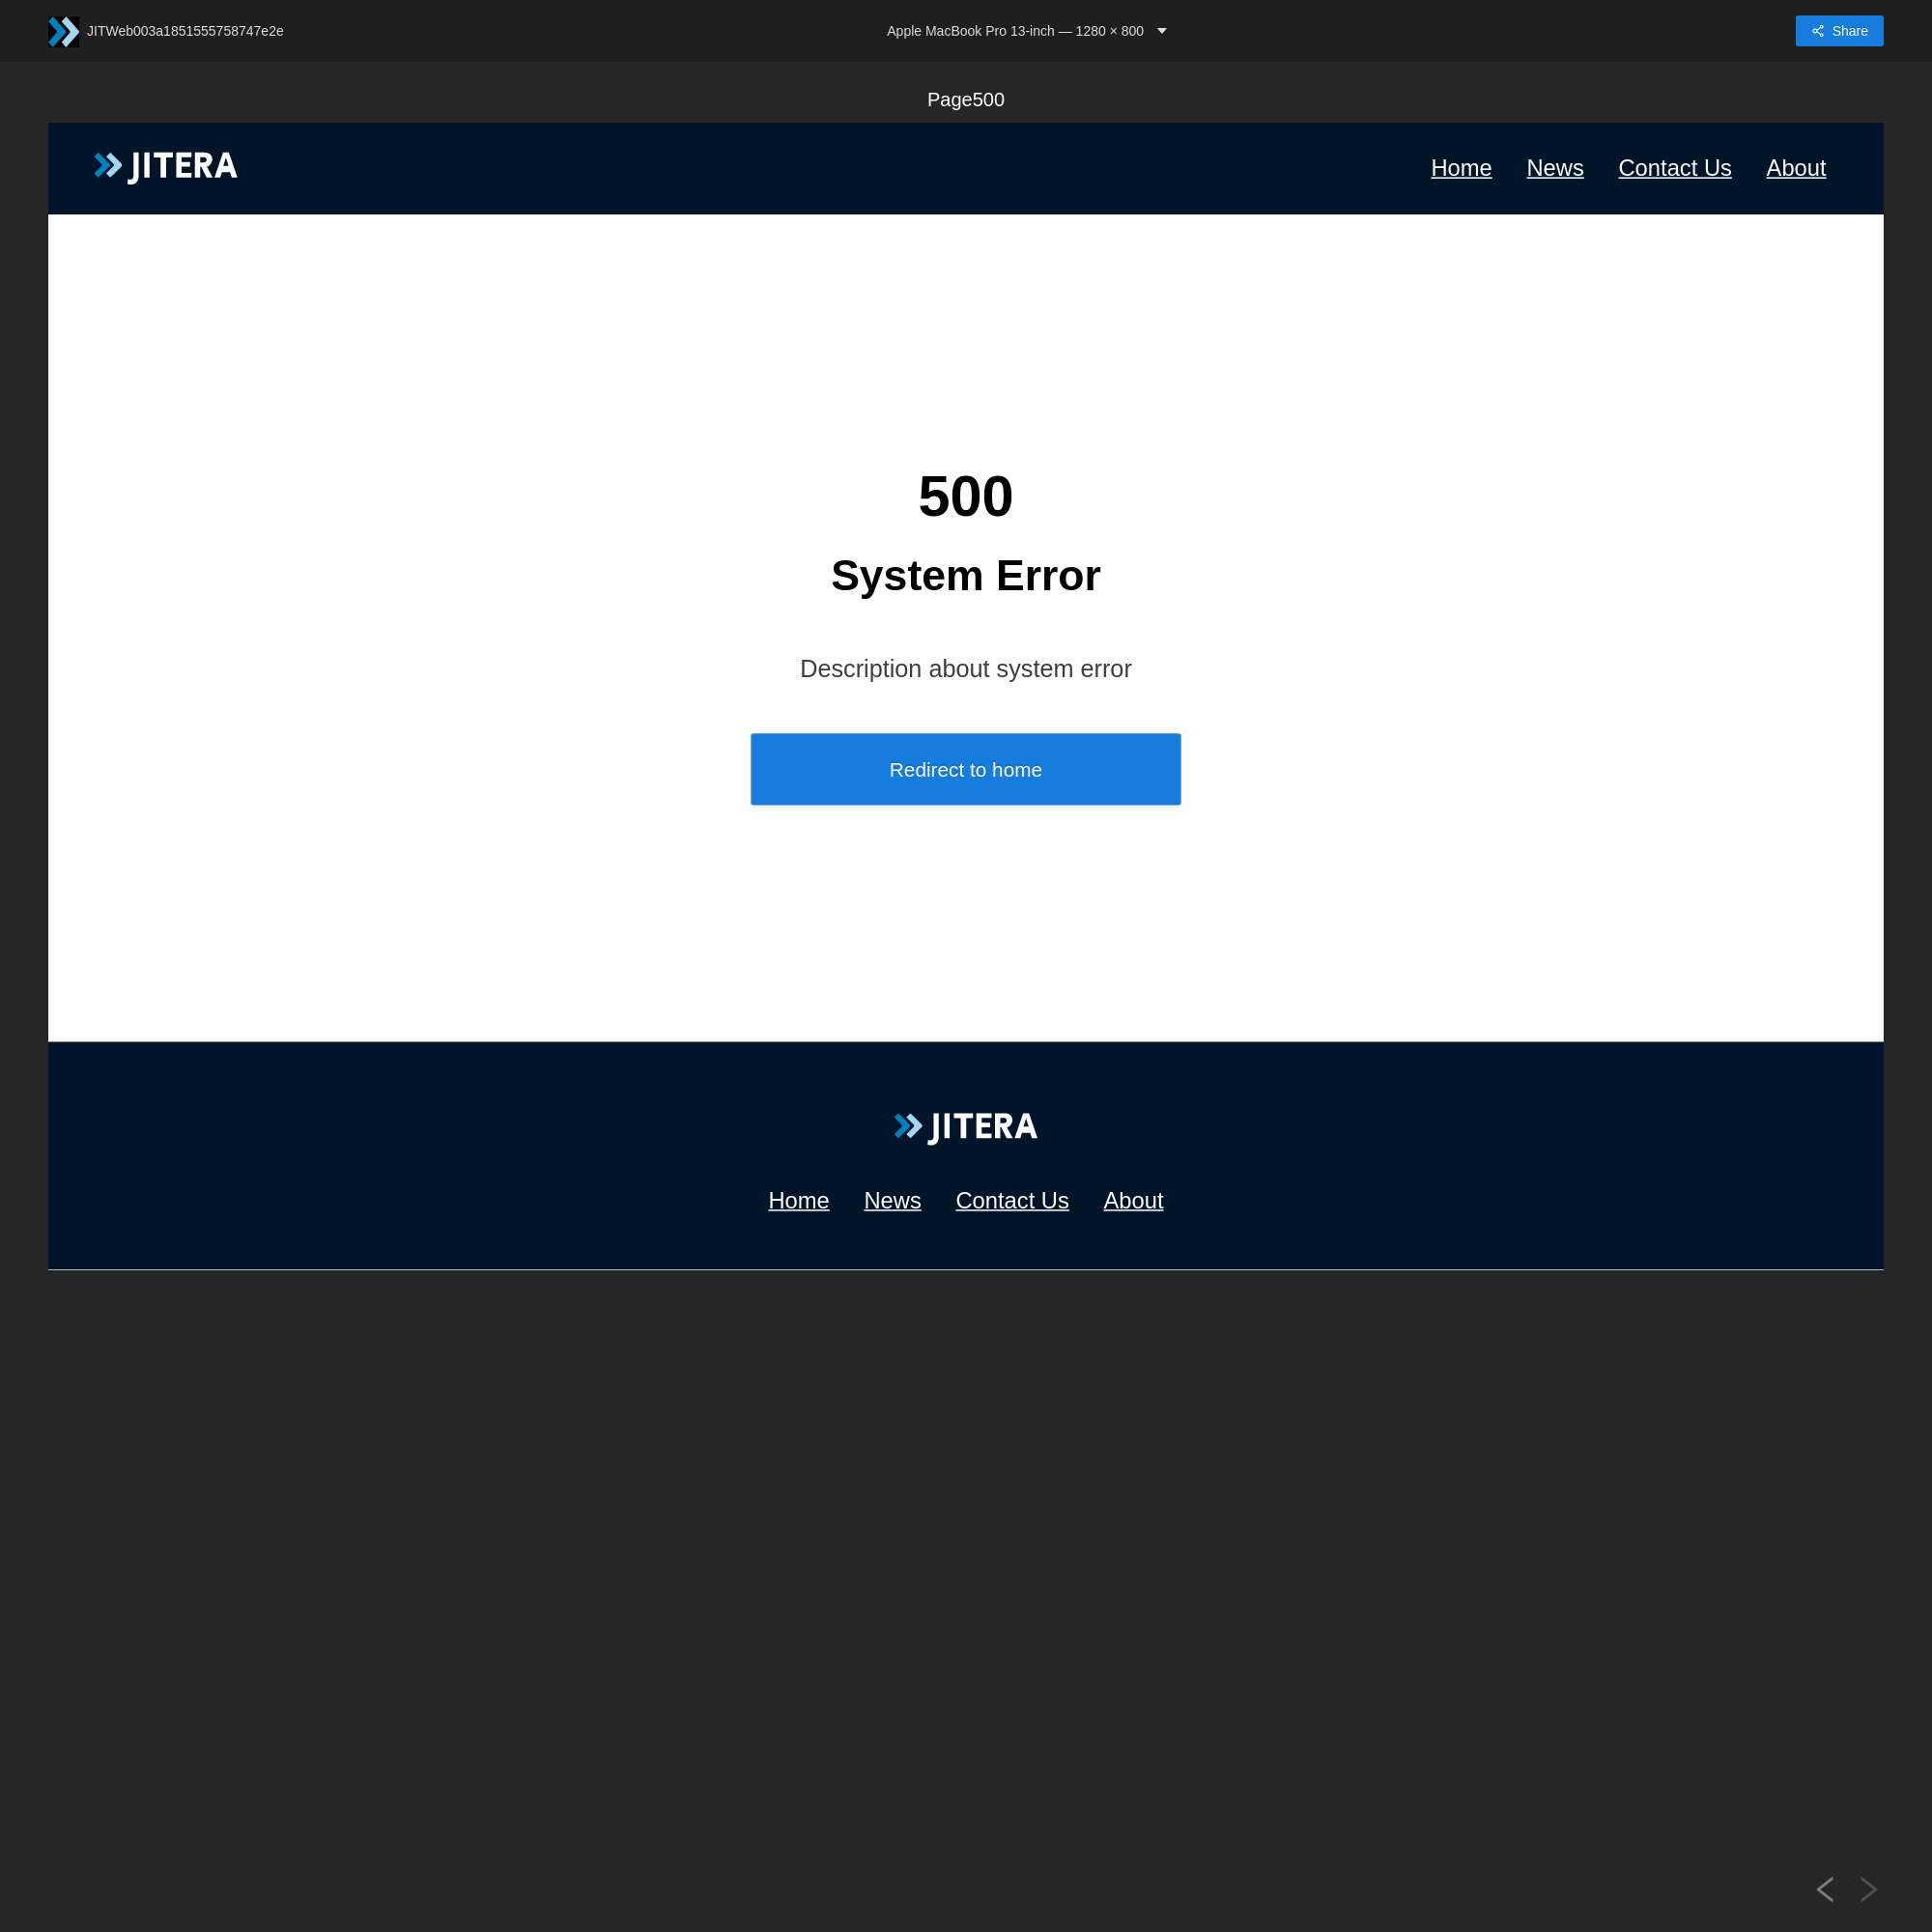 JITWeb003a1851555758747e2e
Apple MacBook Pro 13-inch — 1280 × 800
Share
Page500
JITERA
Home News Contact Us About
500
System Error
Description about system error
Redirect to home
JITERA
Home News Contact Us About